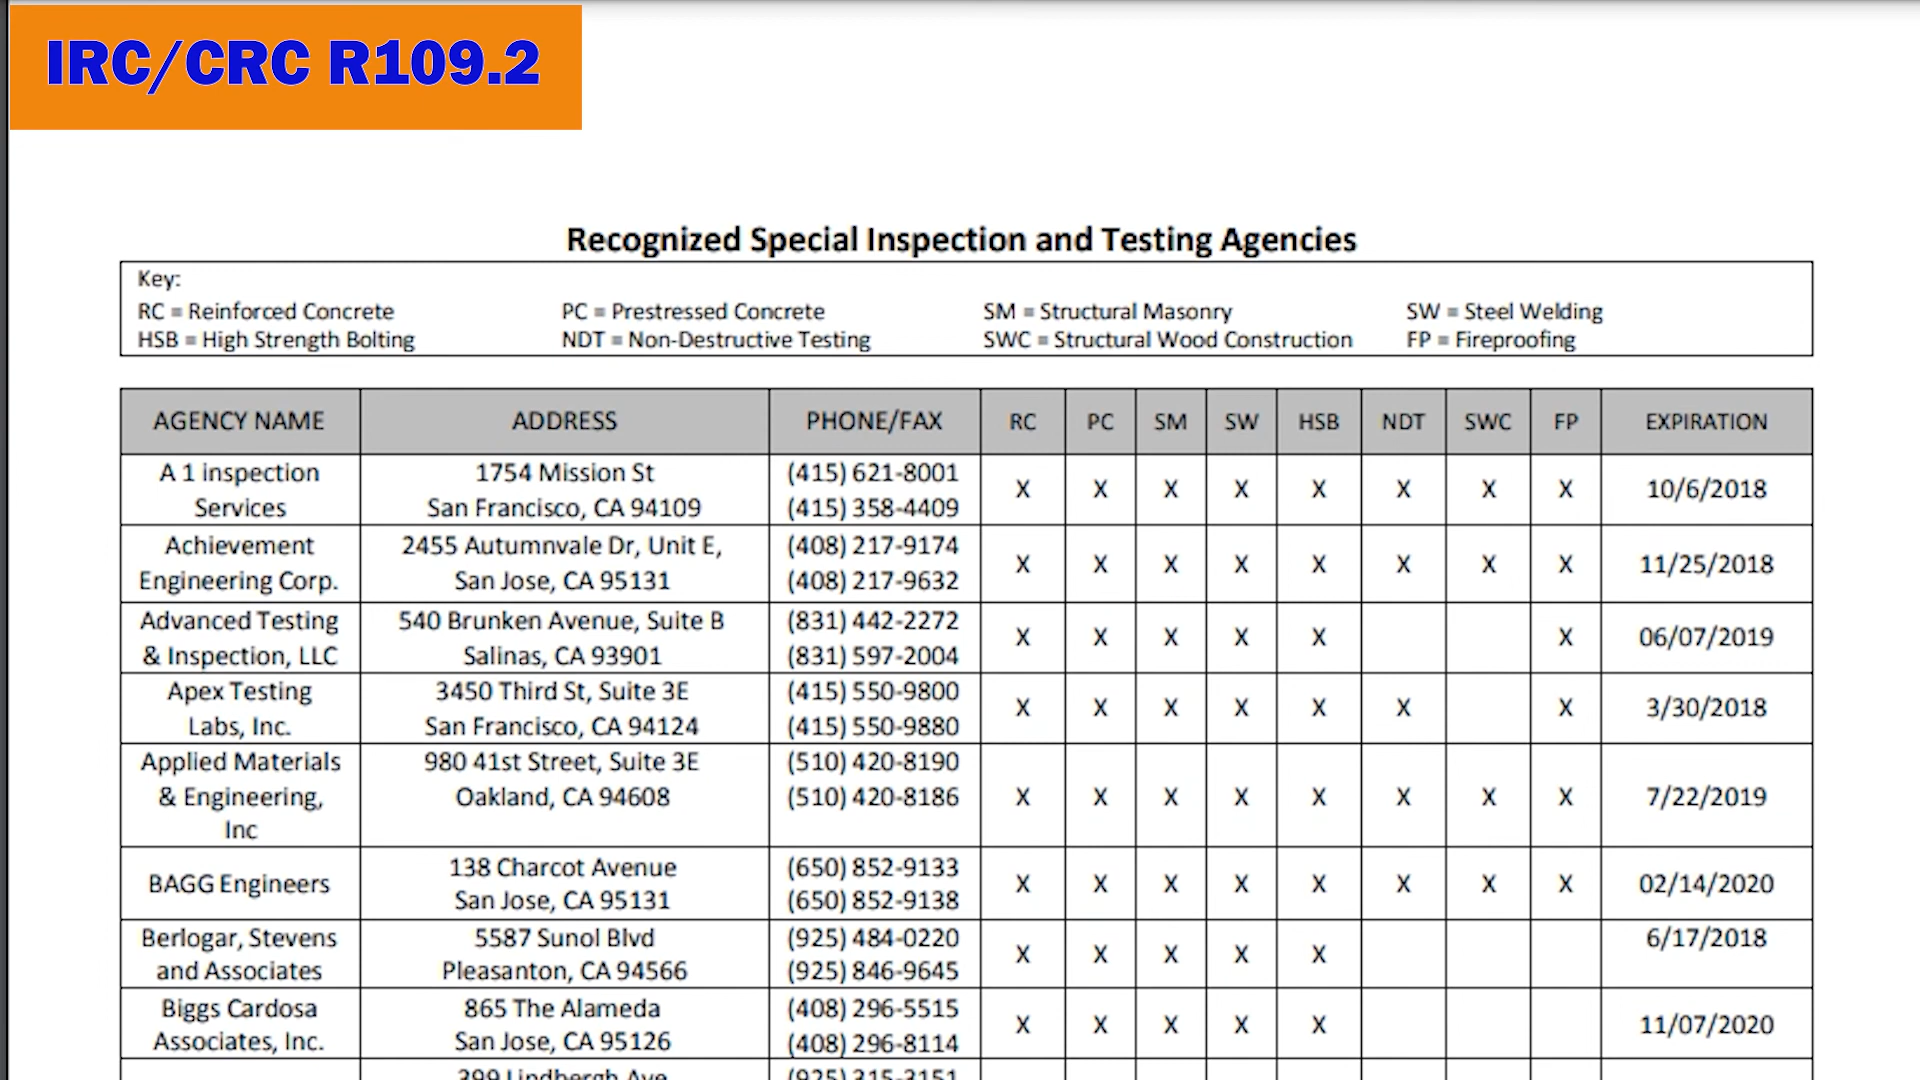 IRC/CRC R109.2
Recognized Special Inspection and Testing Agencies
Key:
RC = Reinforced Concrete PC = Prestressed Concrete SM = Structural Masonry SW = Steel Welding
HSB = High Strength Bolting NDT = Non-Destructive Testing SWC = Structural Wood Construction FP = Fireproofing
AGENCY NAME ADDRESS PHONE/FAX RC PC SM SW HSB NDT SWC FP EXPIRATION
A 1 inspection 1754 Mission St (415) 621-8001
X X X X X X X X 10/6/2018
Services San Francisco, CA 94109 (415) 358-4409
Achievement 2455 Autumnvale Dr, Unit E, (408) 217-9174
X X X X X X X X 11/25/2018
Engineering Corp. San Jose, CA 95131 (408) 217-9632
Advanced Testing 540 Brunken Avenue, Suite B (831) 442-2272
X X X X X X 06/07/2019
& Inspection, LLC Salinas, CA 93901 (831) 597-2004
Apex Testing 3450 Third St, Suite 3E (415) 550-9800
X X X X X X X 3/30/2018
Labs, Inc. San Francisco, CA 94124 (415) 550-9880
Applied Materials 980 41st Street, Suite 3E (510) 420-8190
& Engineering, Oakland, CA 94608 (510) 420-8186 X X X X X X X X 7/22/2019
Inc
138 Charcot Avenue (650) 852-9133
BAGG Engineers X X X X X X X X 02/14/2020
San Jose, CA 95131 (650) 852-9138
Berlogar, Stevens 5587 Sunol Blvd (925) 484-0220 6/17/2018
X X X X X
and Associates Pleasanton, CA 94566 (925) 846-9645
Biggs Cardosa 865 The Alameda (408) 296-5515
X X X X X 11/07/2020
Associates, Inc. San Jose, CA 95126 (408) 296-8114
399 Lindbergh Ave (925) 315-3151